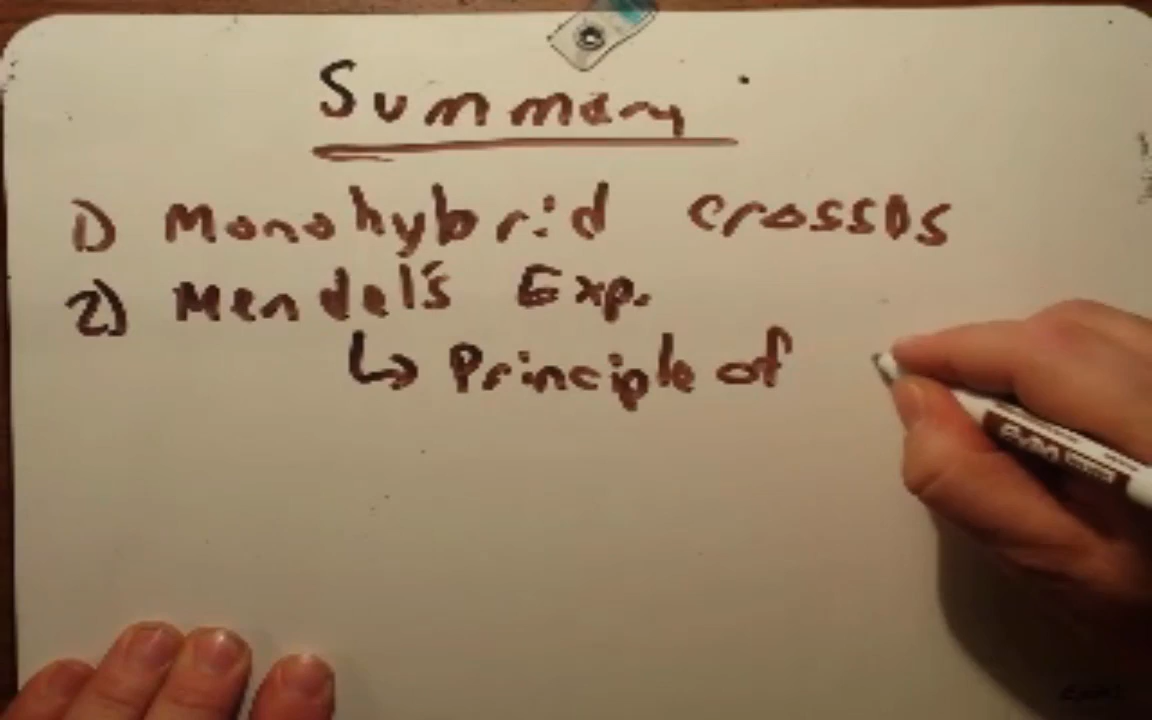 Summary
1) Monohybrid crosses
2) Mendel's Exp.
↳ Principle of